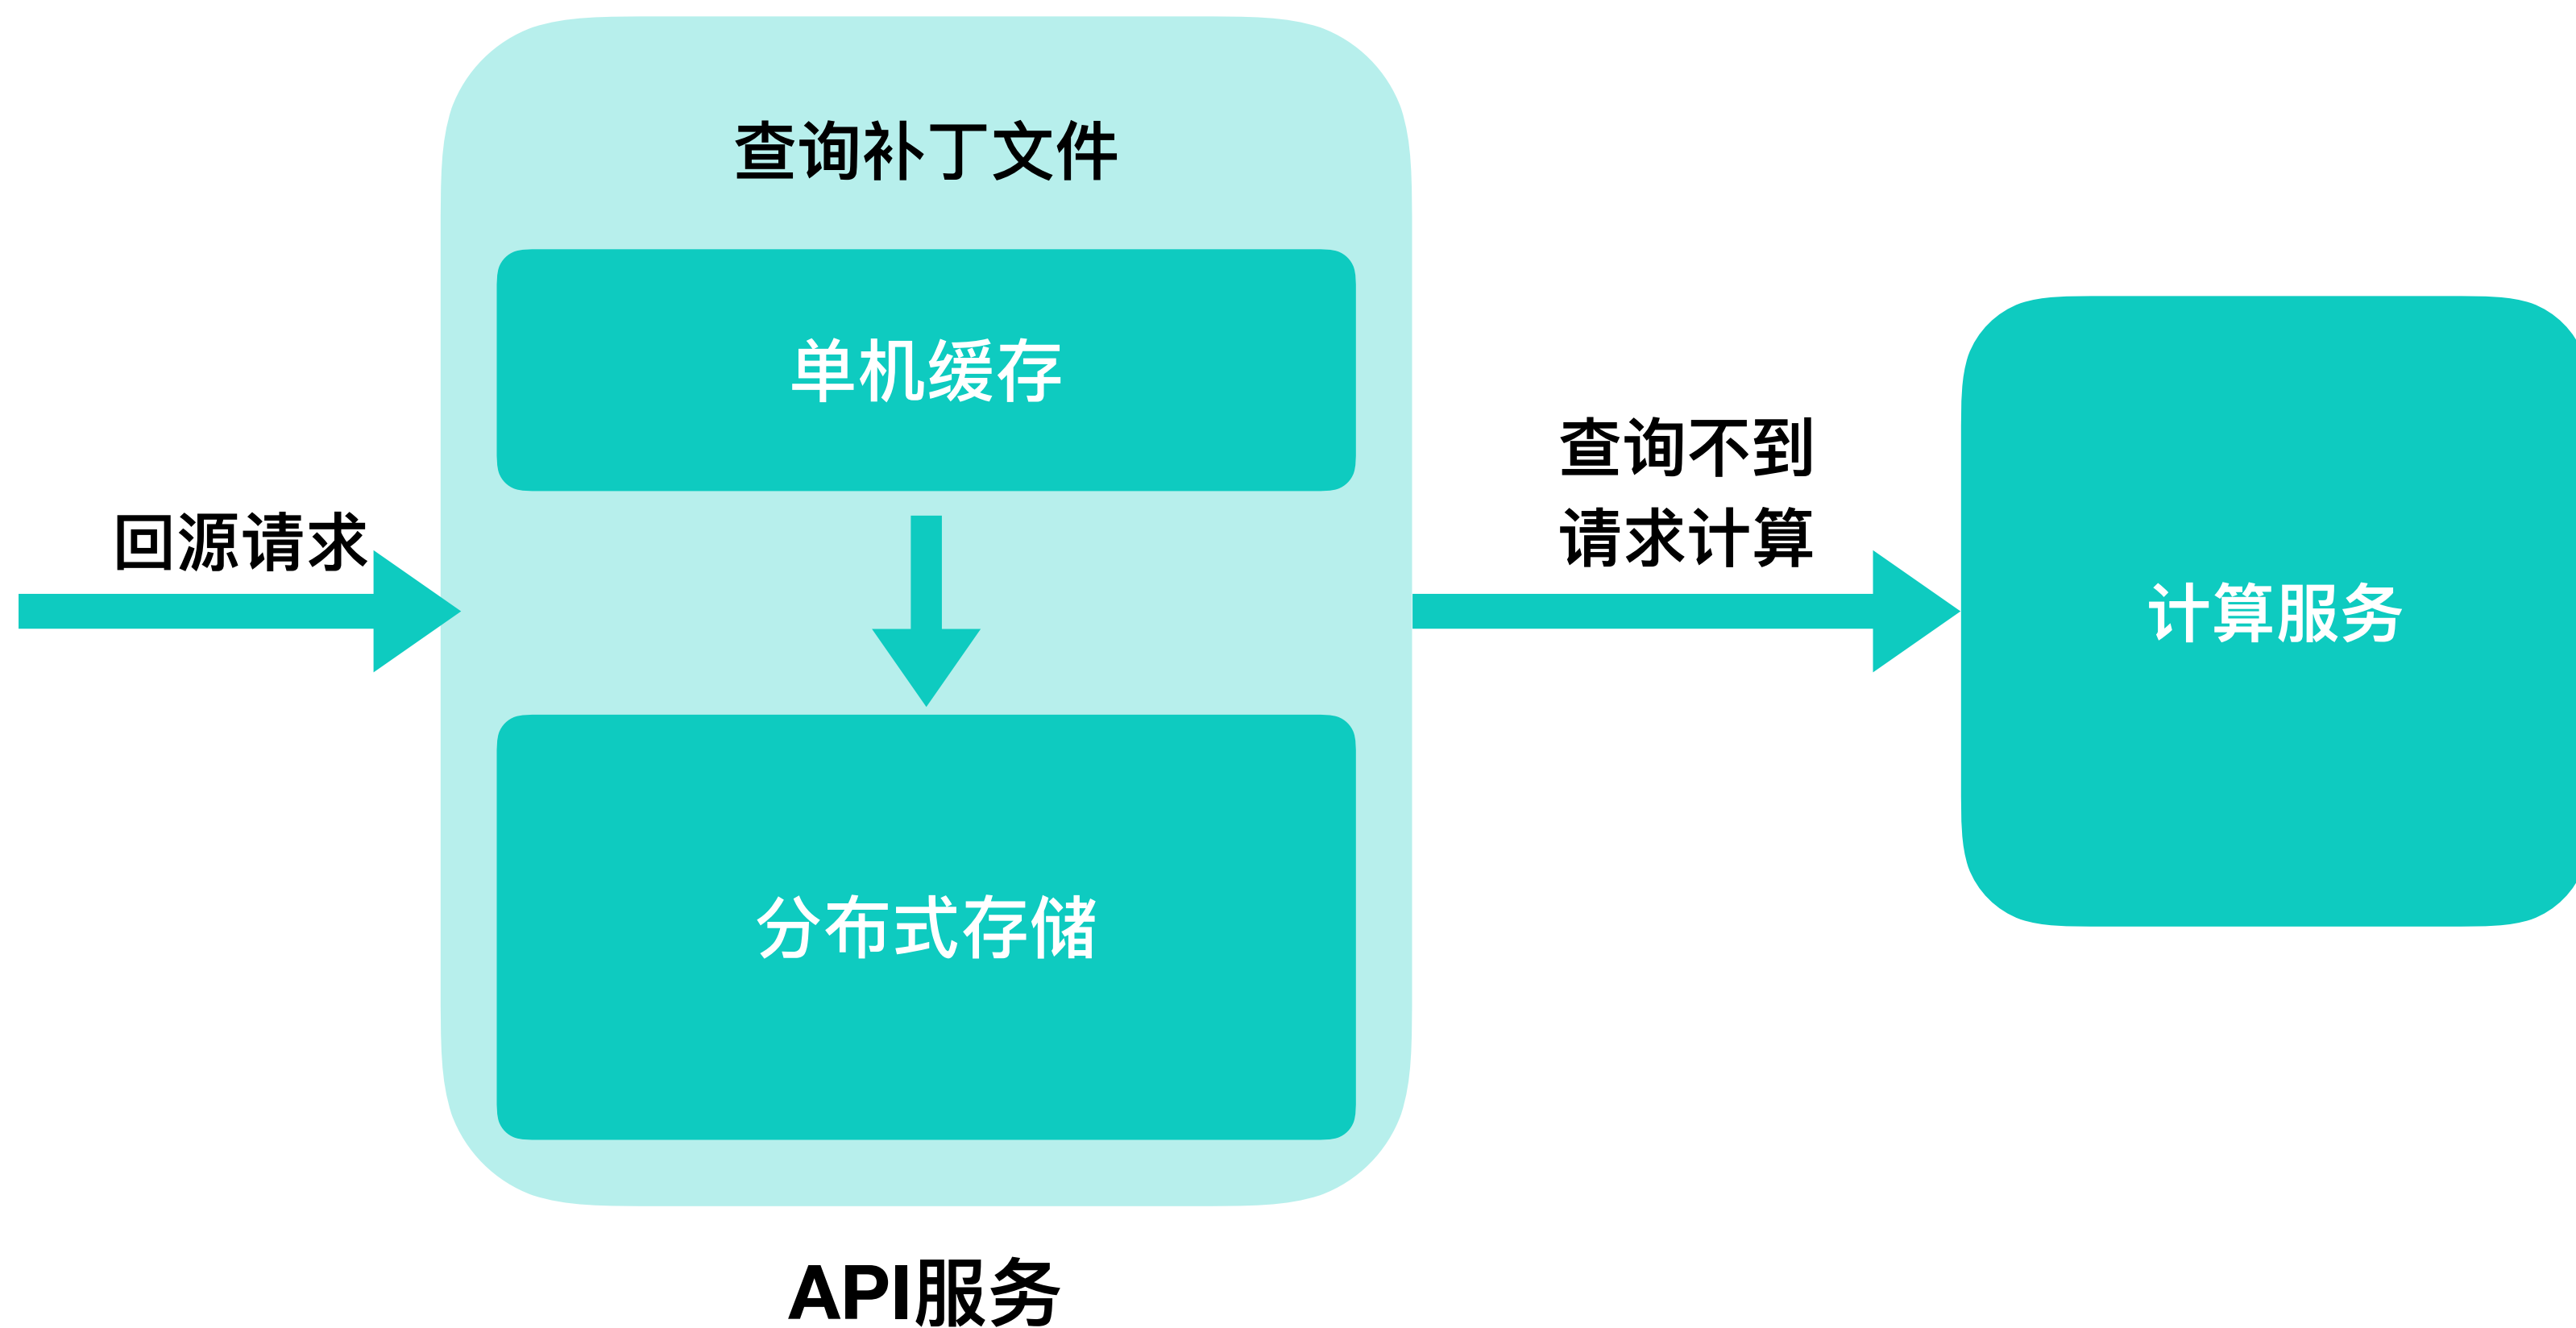 查询补丁文件
单机缓存
回源请求
分布式存储
API服务
查询不到
请求计算
计算服务